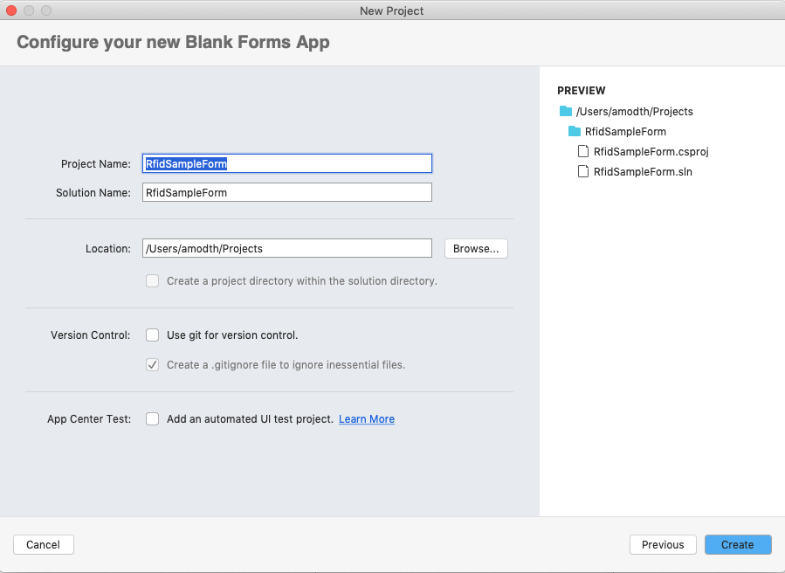 New Project
Configure your new Blank Forms App
Project Name: RfidSampleForm
Solution Name: RfidSampleForm
Location: /Users/amodth/Projects Browse...
Create a project directory within the solution directory.
Version Control: Use git for version control.
Create a .gitignore file to ignore inessential files.
App Center Test: Add an automated UI test project. Learn More
PREVIEW
/Users/amodth/Projects
RfidSampleForm
RfidSampleForm.csproj
RfidSampleForm.sln
Cancel Previous Create